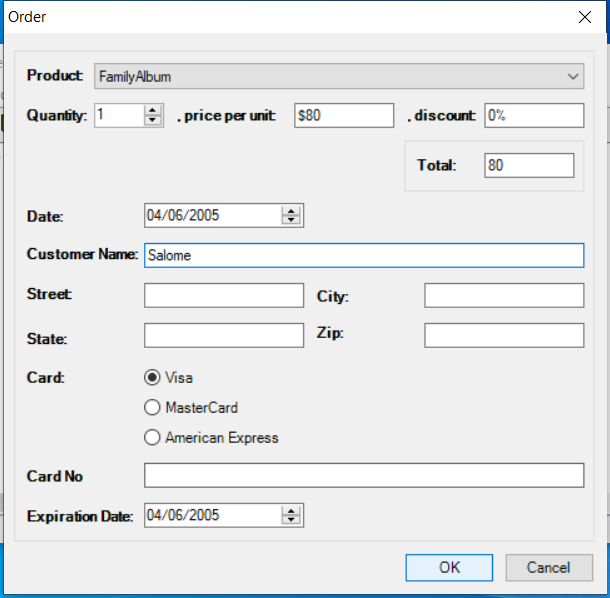 Order
Product: FamilyAlbum
Quantity: 1 . price per unit: $80 . discount: 0%
Total: 80
Date: 04/06/2005
Customer Name: Salome
Street: City:
State: Zip:
Card: Visa
MasterCard
American Express
Card No
Expiration Date: 04/06/2005
OK Cancel